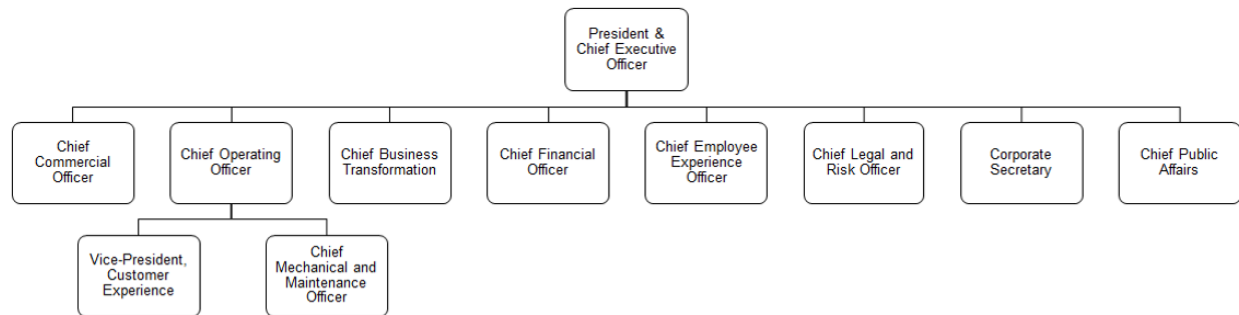 President &
Chief Executive
Officer
Chief
Commercial
Officer
Chief Operating
Officer
Chief Business
Transformation
Chief Financial
Officer
Chief Employee
Experience
Officer
Chief Legal and
Risk Officer
Corporate
Secretary
Chief Public
Affairs
Vice-President,
Customer
Experience
Chief
Mechanical and
Maintenance
Officer